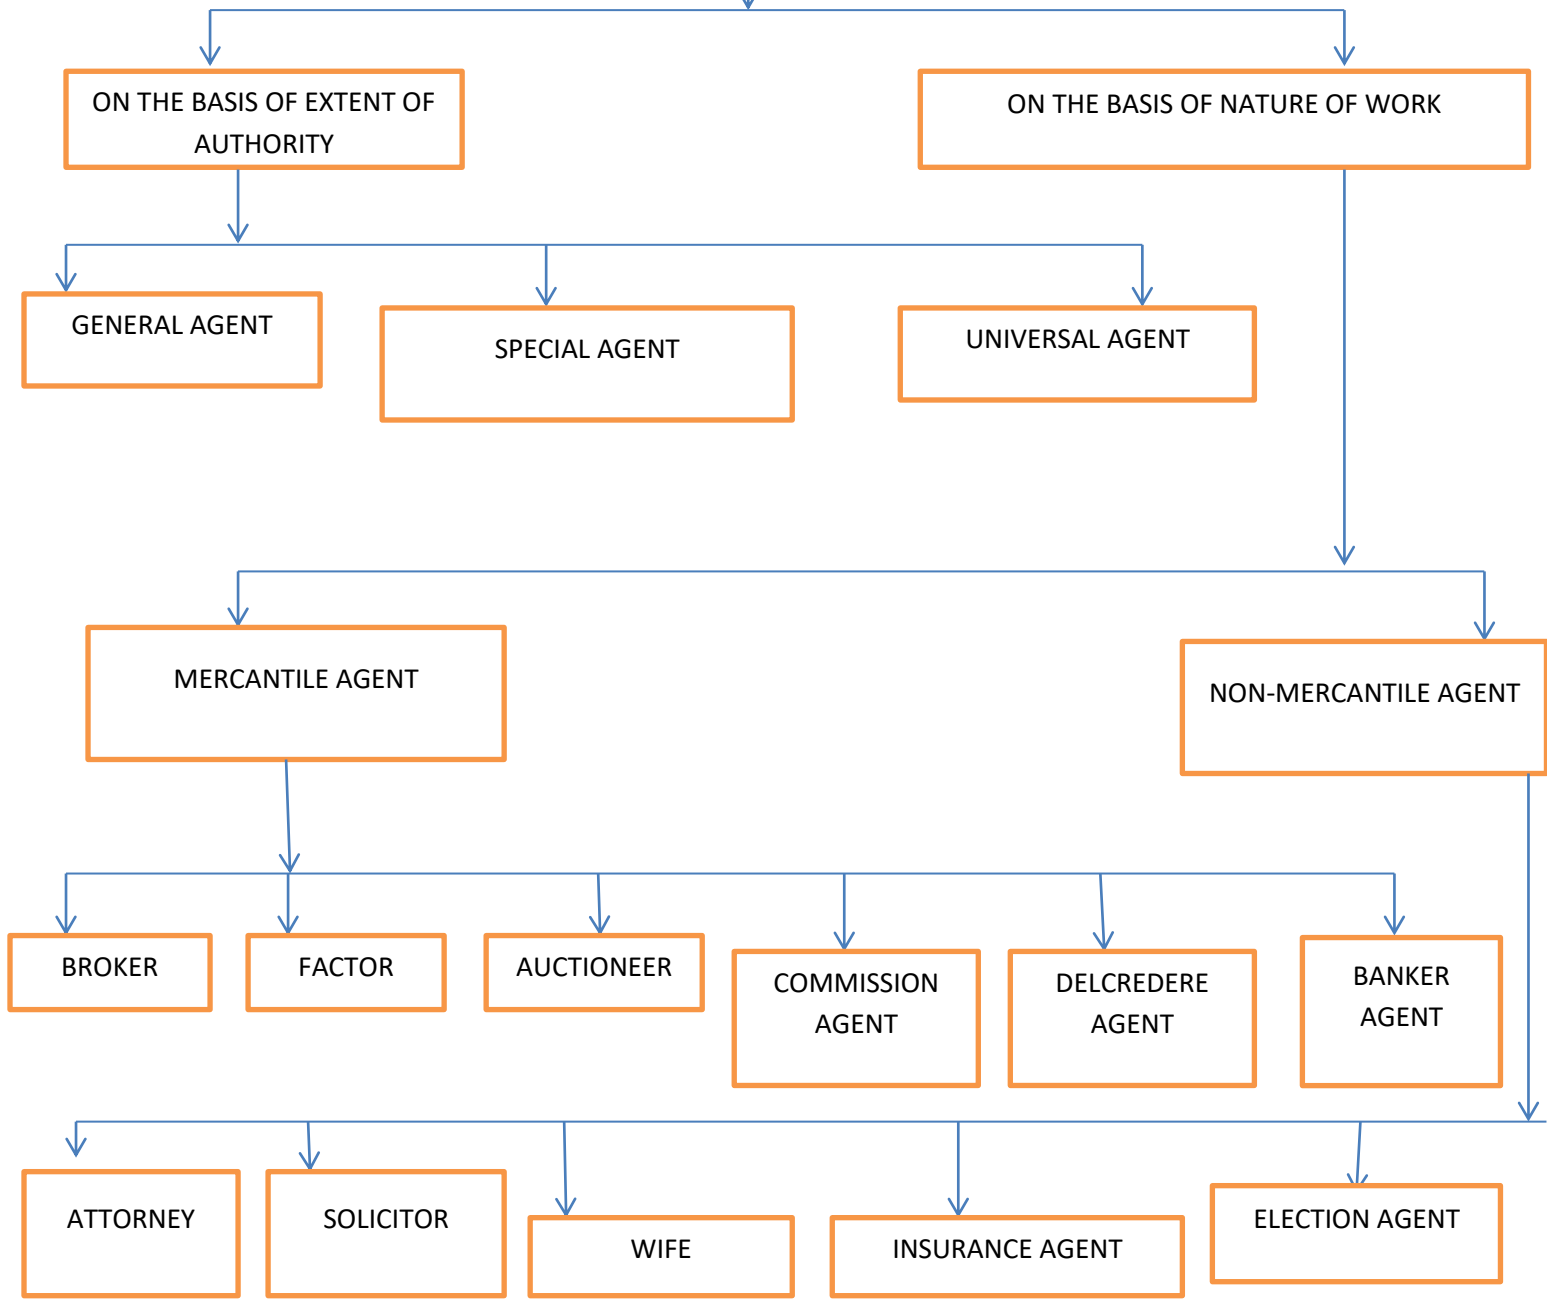 ON THE BASIS OF EXTENT OF
AUTHORITY
ON THE BASIS OF NATURE OF WORK
GENERAL AGENT
SPECIAL AGENT
UNIVERSAL AGENT
MERCANTILE AGENT
NON-MERCANTILE AGENT
BROKER
FACTOR
AUCTIONEER
COMMISSION
AGENT
DELCREDERE
AGENT
BANKER
AGENT
ATTORNEY
SOLICITOR
WIFE
INSURANCE AGENT
ELECTION AGENT